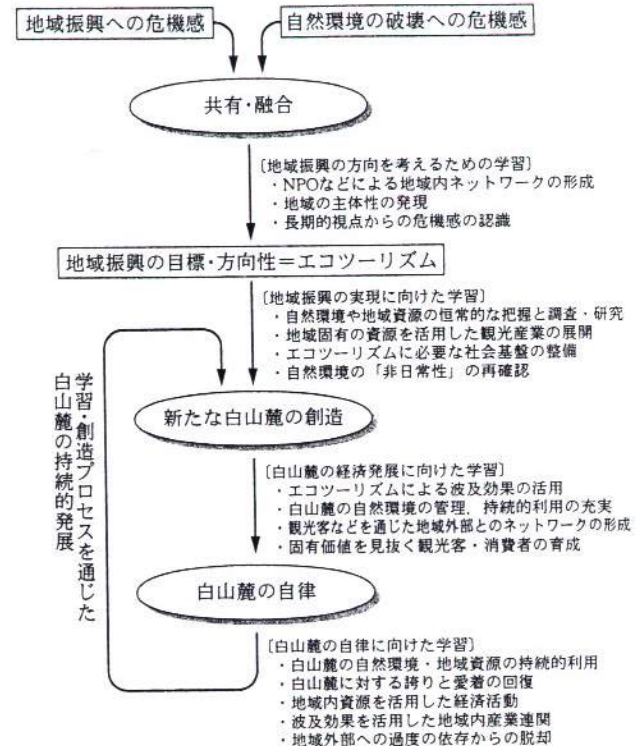 地域振興への危機感
自然環境の破壊への危機感
共有・融合
〔地域振興の方向を考えるための学習〕
・NPOなどによる地域内ネットワークの形成
・地域の主体性の発現
・長期的視点からの危機感の認識
地域振興の目標・方向性＝エコツーリズム
〔地域振興の実現に向けた学習〕
・自然環境や地域資源の恒常的な把握と調査・研究
・地域固有の資源を活用した観光産業の展開
・エコツーリズムに必要な社会基盤の整備
・自然環境の「非日常性」の再確認
新たな白山麓の創造
学習・創造プロセスを通じた
白山麓の持続的発展
〔白山麓の経済発展に向けた学習〕
・エコツーリズムによる波及効果の活用
・白山麓の自然環境の管理，持続的利用の充実
・観光客などを通じた地域外部とのネットワークの形成
・固有価値を見抜く観光客・消費者の育成
白山麓の自律
〔白山麓の自律に向けた学習〕
・白山麓の自然環境・地域資源の持続的利用
・白山麓に対する誇りと愛着の回復
・地域内資源を活用した経済活動
・波及効果を活用した地域内産業連関
・地域外部への過度の依存からの脱却